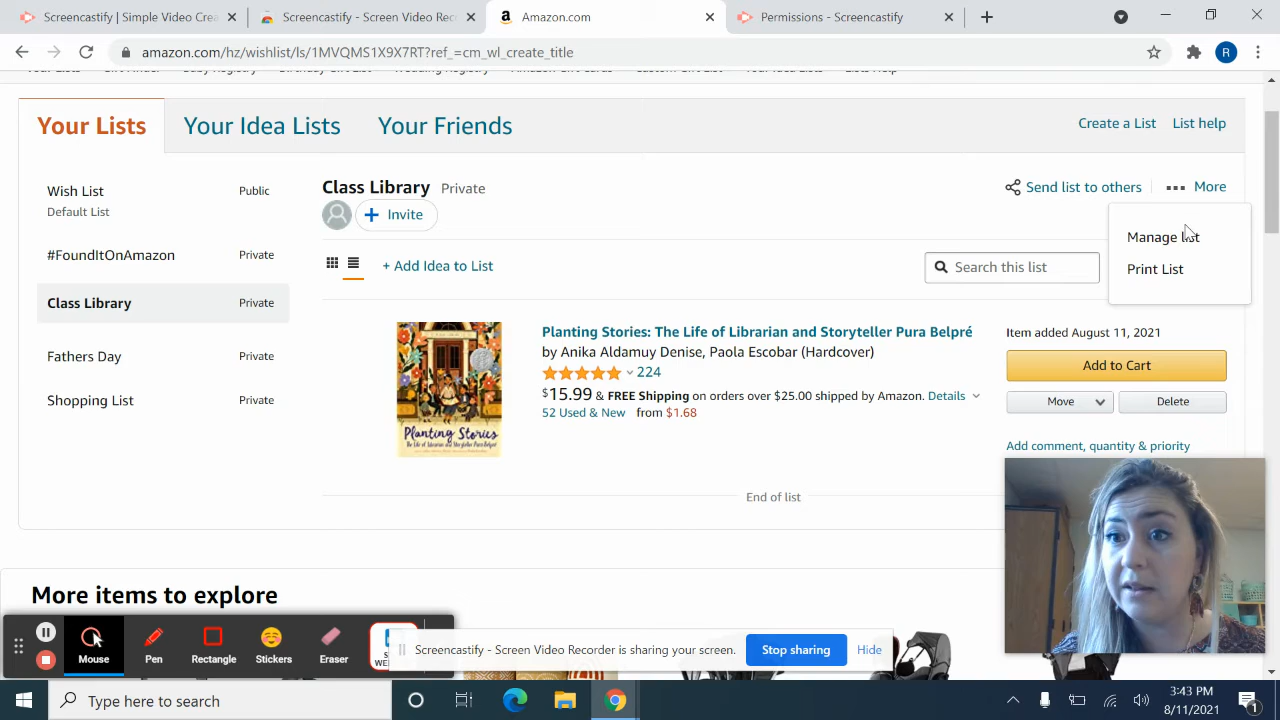 Screencastify | Simple Video Crea
Screencastify - Screen Video Rec
Amazon.com
Permissions - Screencastify
amazon.com/hz/wishlist/ls/1MVQMS1X9X7RT?ref_=cm_wl_create_title
R
Your Lists
Your Idea Lists
Your Friends
Create a List
List help
Wish List
Public
Default List
#FoundItOnAmazon
Private
Class Library
Private
Fathers Day
Private
Shopping List
Private
Class Library Private
Send list to others
More
+ Invite
Manage list
Print List
+ Add Idea to List
Search this list
Planting Stories: The Life of Librarian and Storyteller Pura Belpré
by Anika Aldamuy Denise, Paola Escobar (Hardcover)
224
$15.99 & FREE Shipping on orders over $25.00 shipped by Amazon. Details
52 Used & New from $1.68
Planting Stories
Item added August 11, 2021
Add to Cart
Move
Delete
Add comment, quantity & priority
End of list
More items to explore
Mouse
Pen
Rectangle
Stickers
Eraser
Screencastify - Screen Video Recorder is sharing your screen.
Stop sharing
Hide
Type here to search
3:43 PM
8/11/2021
1